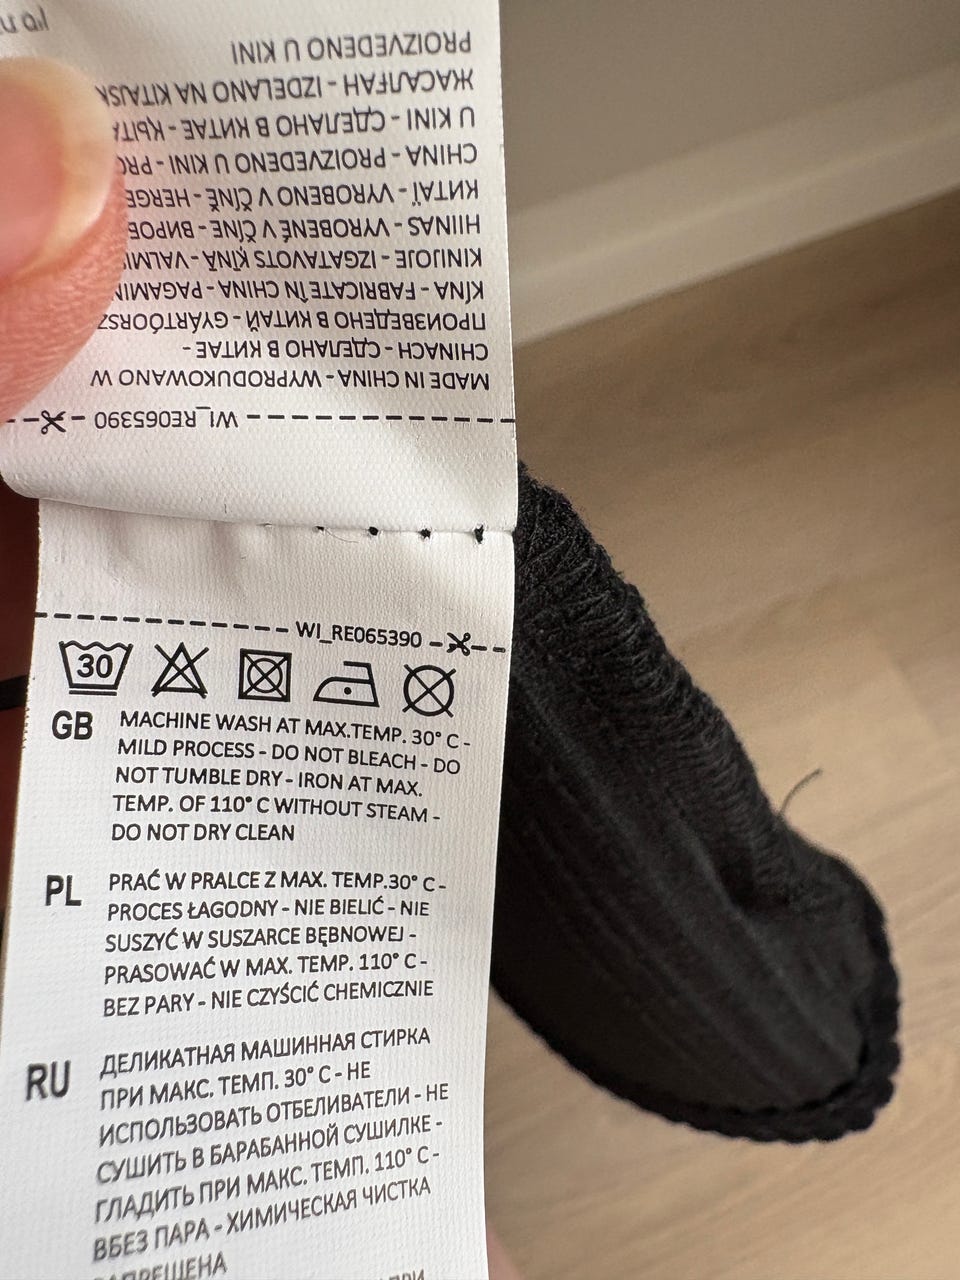 WI_RE065390
MADE IN CHINA - WYPRODUKOWANO W
CHINACH - СДЕЛАНО В КИТАЕ -
ПРОИЗВЕДЕНО В КИТАЙ - GYÁRTÓORSZ
KÍNA - FABRICATE ÎN CHINA - PAGAMIN
KINIJOJE - IZGATAVOTS ĶĪNĀ - VALMIS
HIINAS - VYROBENÉ V ČÍNE - ВИРОБ
КИТАЇ - VYROBENO V ČÍNĚ - HERGE
CHINA - PROIZVEDENO U KINI - PRO
U KINI - СДЕЛАНО В КИТАЕ - ҚЫТА
ЖАСАЛҒАН - IZDELANO NA KITAJSK
PROIZVEDENO U KINI
WI_RE065390
30
GB MACHINE WASH AT MAX.TEMP. 30° C -
MILD PROCESS - DO NOT BLEACH - DO
NOT TUMBLE DRY - IRON AT MAX.
TEMP. OF 110° C WITHOUT STEAM -
DO NOT DRY CLEAN
PL PRAĆ W PRALCE Z MAX. TEMP.30° C -
PROCES ŁAGODNY - NIE BIELIĆ - NIE
SUSZYĆ W SUSZARCE BĘBNOWEJ -
PRASOWAĆ W MAX. TEMP. 110° C -
BEZ PARY - NIE CZYŚCIĆ CHEMICZNIE
RU ДЕЛИКАТНАЯ МАШИННАЯ СТИРКА
ПРИ МАКС. ТЕМП. 30° C - НЕ
ИСПОЛЬЗОВАТЬ ОТБЕЛИВАТЕЛИ - НЕ
СУШИТЬ В БАРАБАННОЙ СУШИЛКЕ -
ГЛАДИТЬ ПРИ МАКС. ТЕМП. 110° C -
ВБЕЗ ПАРА - ХИМИЧЕСКАЯ ЧИСТКА
ЗАПРЕЩЕНА